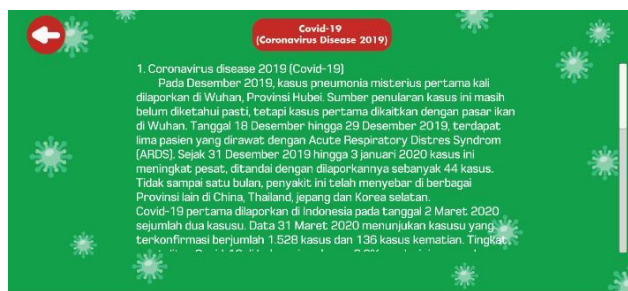 Covid-19
(Coronavirus Disease 2019)
1. Coronavirus disease 2019 (Covid-19)
Pada Desember 2019, kasus pneumonia misterius pertama kali
dilaporkan di Wuhan, Provinsi Hubei. Sumber penularan kasus ini masih
belum diketahui pasti, tetapi kasus pertama dikaitkan dengan pasar ikan
di Wuhan. Tanggal 18 Desember hingga 29 Desember 2019, terdapat
lima pasien yang dirawat dengan Acute Respiratory Distres Syndrom
(ARDS). Sejak 31 Desember 2019 hingga 3 januari 2020 kasus ini
meningkat pesat, ditandai dengan dilaporkannya sebanyak 44 kasus.
Tidak sampai satu bulan, penyakit ini telah menyebar di berbagai
Provinsi lain di China, Thailand, jepang dan Korea selatan.
Covid-19 pertama dilaporkan di Indonesia pada tanggal 2 Maret 2020
sejumlah dua kasusu. Data 31 Maret 2020 menunjukan kasusu yang
terkonfirmasi berjumlah 1.528 kasus dan 136 kasus kematian. Tingkat